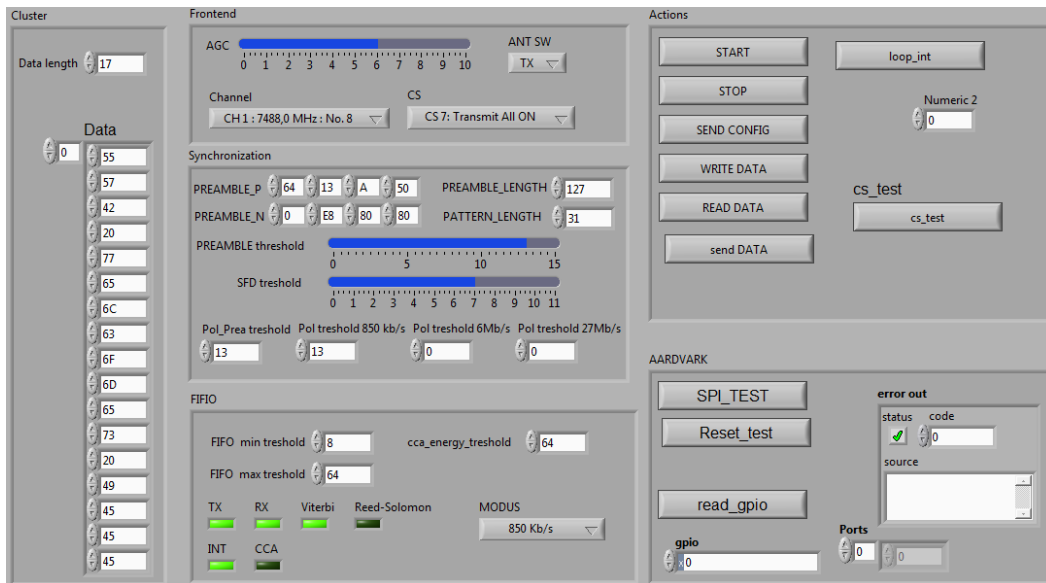 Cluster
Data length 17
Data
0
55
57
42
20
77
65
6C
63
6F
6D
65
73
20
49
45
45
45
Frontend
AGC
0 1 2 3 4 5 6 7 8 9 10
ANT SW
TX
Channel
CH 1 : 7488,0 MHz : No. 8
CS
CS 7: Transmit All ON
Synchronization
PREAMBLE_P 64 13 A 50 PREAMBLE_LENGTH 127
PREAMBLE_N 0 E8 80 80 PATTERN_LENGTH 31
PREAMBLE threshold
0 5 10 15
SFD treshold
0 1 2 3 4 5 6 7 8 9 10 11
Pol_Prea treshold Pol treshold 850 kb/s Pol treshold 6Mb/s Pol treshold 27Mb/s
13 13 0 0
FIFIO
FIFO min treshold 8 cca_energy_treshold 64
FIFO max treshold 64
TX RX Viterbi Reed-Solomon MODUS
850 Kb/s
INT CCA
Actions
START
STOP
SEND CONFIG
WRITE DATA
READ DATA
send DATA
loop_int
Numeric 2
0
cs_test
cs_test
AARDVARK
SPI_TEST
Reset_test
read_gpio
gpio
x0
error out
status code
0
source
Ports
0 0